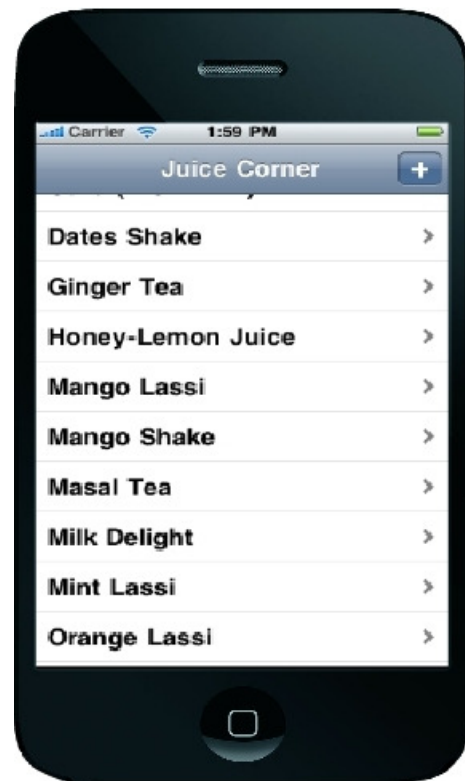 Carrier 1:59 PM
Juice Corner +
Dates Shake
Ginger Tea
Honey-Lemon Juice
Mango Lassi
Mango Shake
Masal Tea
Milk Delight
Mint Lassi
Orange Lassi